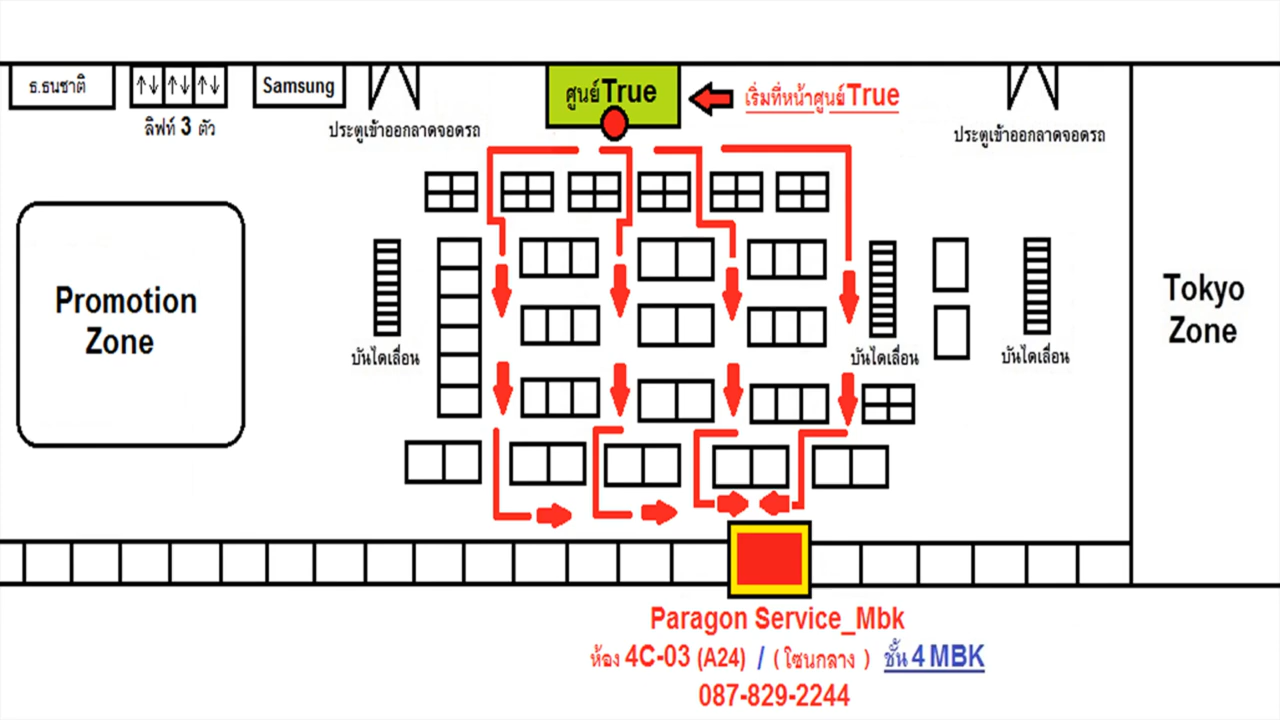 ธ.ธนชาติ
ลิฟท์ 3 ตัว
Samsung
ประตูเข้าออกลาดจอดรถ
ศูนย์True
เริ่มที่หน้าศูนย์True
ประตูเข้าออกลาดจอดรถ
Promotion
Zone
บันไดเลื่อน
บันไดเลื่อน
บันไดเลื่อน
Tokyo
Zone
Paragon Service_Mbk
ห้อง 4C-03 (A24) / ( โซนกลาง ) ชั้น 4 MBK
087-829-2244